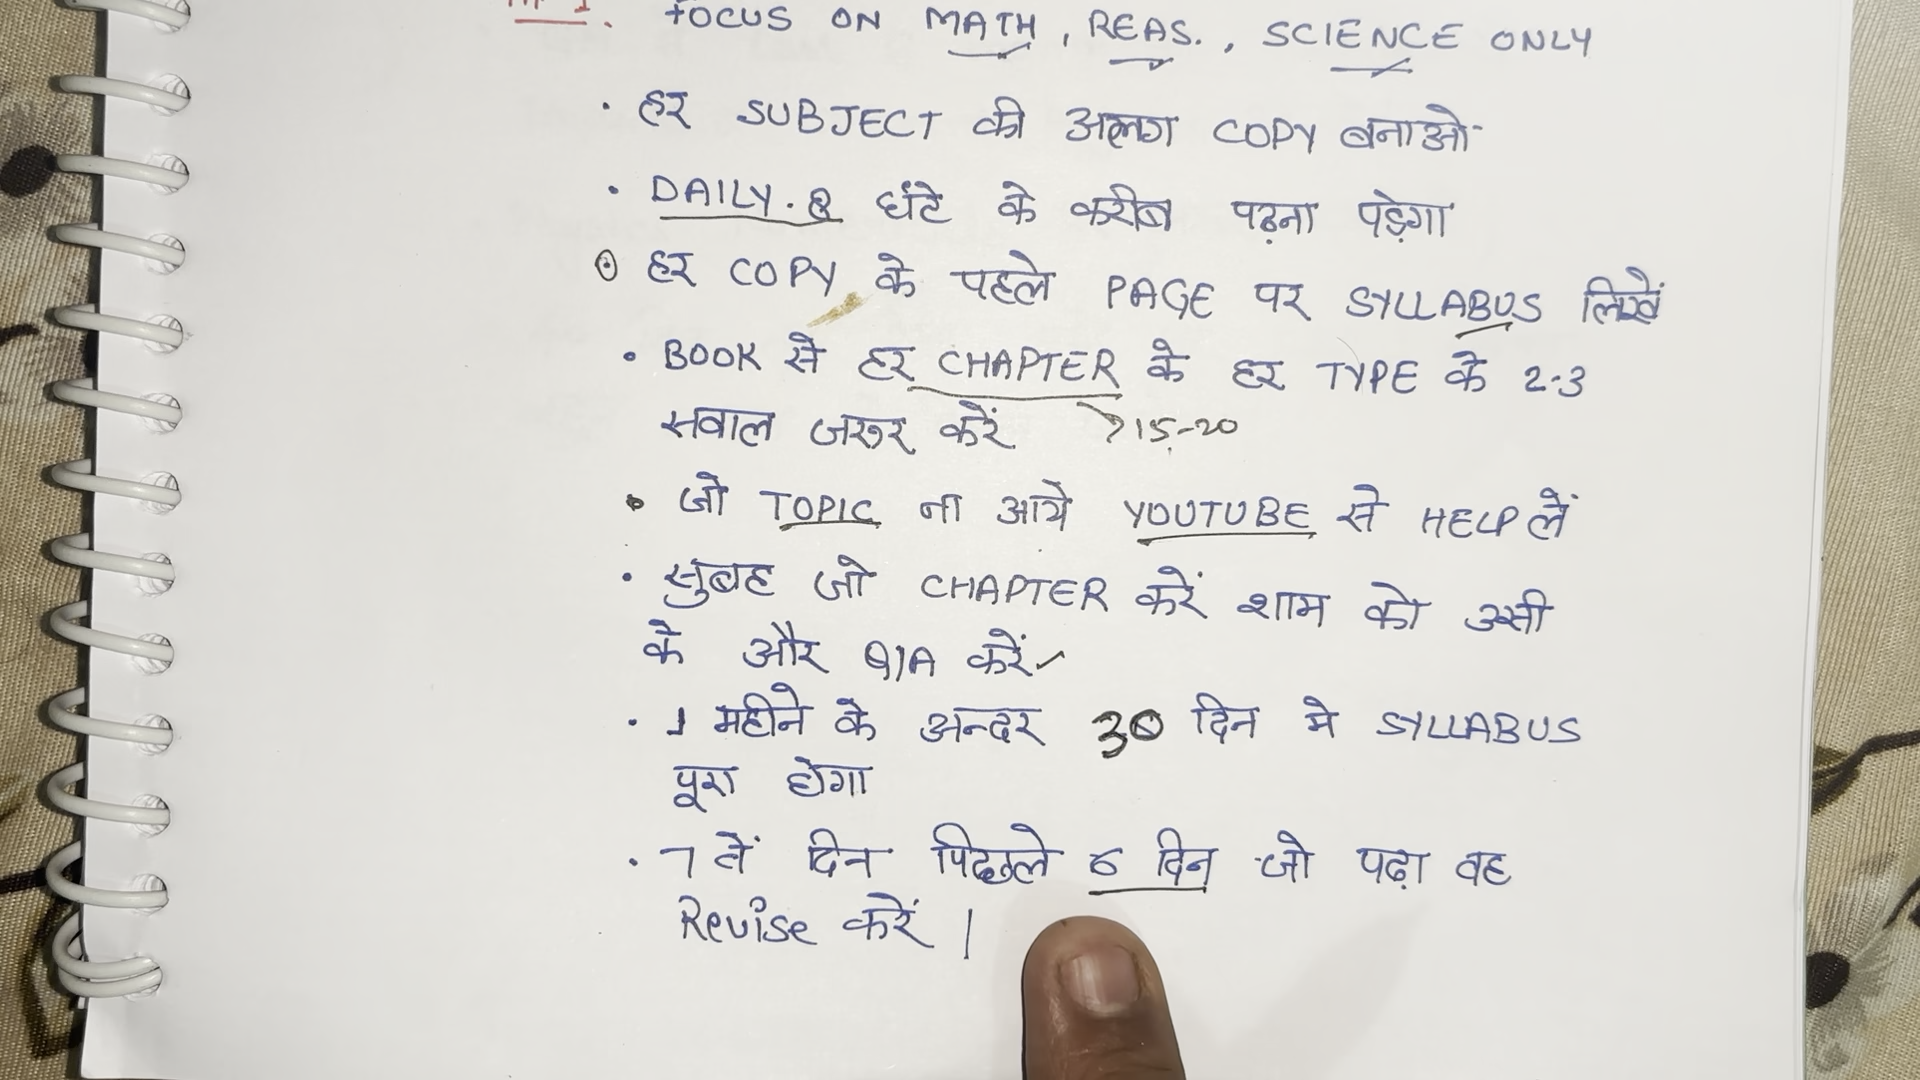 FOCUS ON MATH, REAS., SCIENCE ONLY
• हर SUBJECT की अलग COPY बनाओ
• DAILY. 8 घंटे के करीब पढ़ना पड़ेगा
⊙ हर COPY के पहले PAGE पर SYLLABUS लिखें
• BOOK से हर CHAPTER के हर TYPE के 2-3
सवाल जरूर करें → 15-20
• जो TOPIC ना आये YOUTUBE से HELP लें
• सुबह जो CHAPTER करें शाम को उसी
के और Q/A करें ✓
• 1 महीने के अन्दर 30 दिन मे SYLLABUS
पूरा होगा
• 7 वें दिन पिछले 6 दिन जो पढ़ा वह
Revise करें |